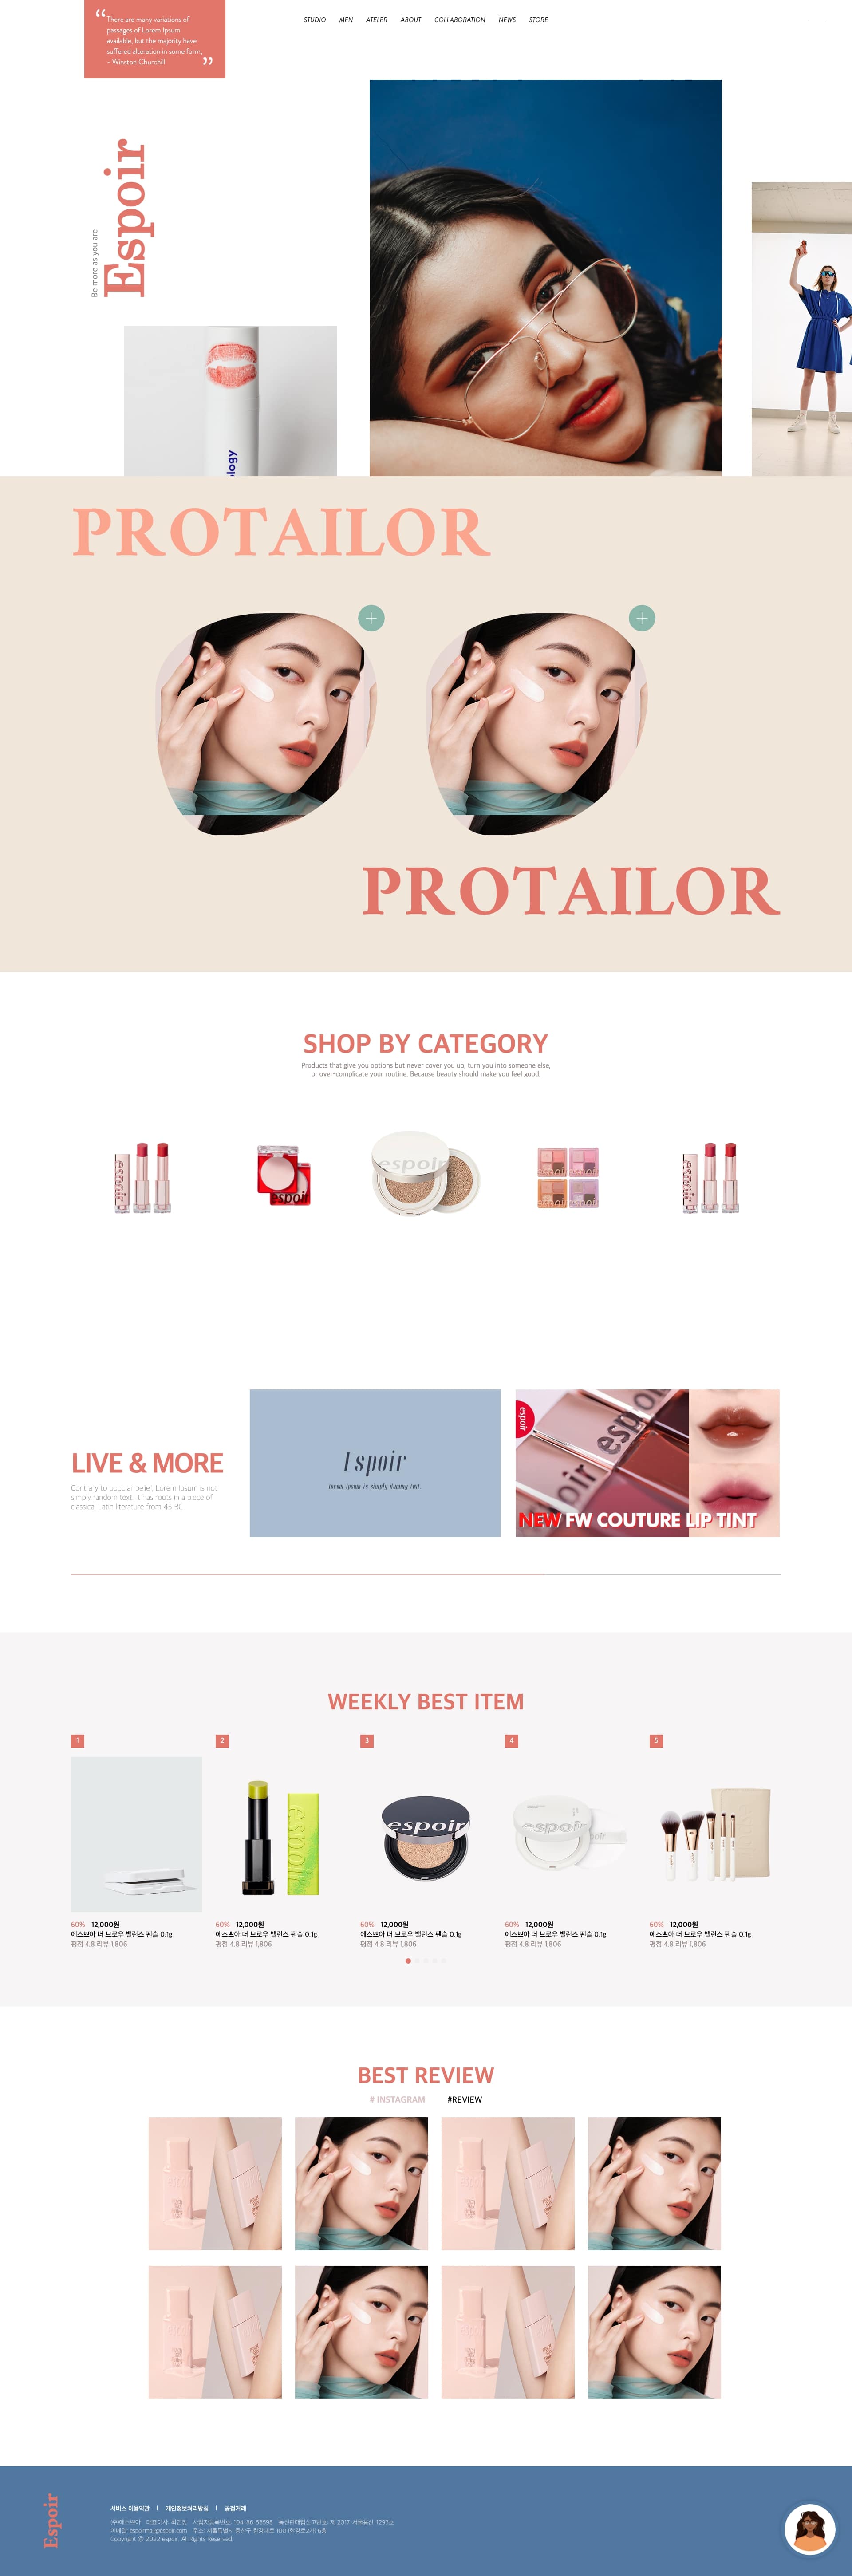 “ There are many variations of
passages of Lorem Ipsum
available, but the majority have
suffered alteration in some form,
- Winston Churchill ”
STUDIO MEN ATELER ABOUT COLLABORATION NEWS STORE
Espoir
Be more as you are
ology
PROTAILOR
PROTAILOR
SHOP BY CATEGORY
Products that give you options but never cover you up, turn you into someone else,
or over-complicate your routine. Because beauty should make you feel good.
espoir
espoir
espoir
espoir
LIVE & MORE
Contrary to popular belief, Lorem Ipsum is not
simply random text. It has roots in a piece of
classical Latin literature from 45 BC
Espoir
lorem ipsum is simply dummy text.
espoir
espoir
NEW FW COUTURE LIP TINT
WEEKLY BEST ITEM
1 2 3 4 5
espoir
espoir
espoir
60% 12,000원
에스쁘아 더 브로우 밸런스 펜슬 0.1g
평점 4.8 리뷰 1,806
60% 12,000원
에스쁘아 더 브로우 밸런스 펜슬 0.1g
평점 4.8 리뷰 1,806
60% 12,000원
에스쁘아 더 브로우 밸런스 펜슬 0.1g
평점 4.8 리뷰 1,806
60% 12,000원
에스쁘아 더 브로우 밸런스 펜슬 0.1g
평점 4.8 리뷰 1,806
60% 12,000원
에스쁘아 더 브로우 밸런스 펜슬 0.1g
평점 4.8 리뷰 1,806
BEST REVIEW
# INSTAGRAM #REVIEW
Espoir
서비스 이용약관 | 개인정보처리방침 | 공정거래
(주)에스쁘아 대표이사: 최민정 사업자등록번호: 104-86-58598 통신판매업신고번호: 제 2017-서울용산-1293호
이메일: espoirmall@espoir.com 주소: 서울특별시 용산구 한강대로 100 (한강로2가) 6층
Copyright ⓒ 2022 espoir. All Rights Reserved